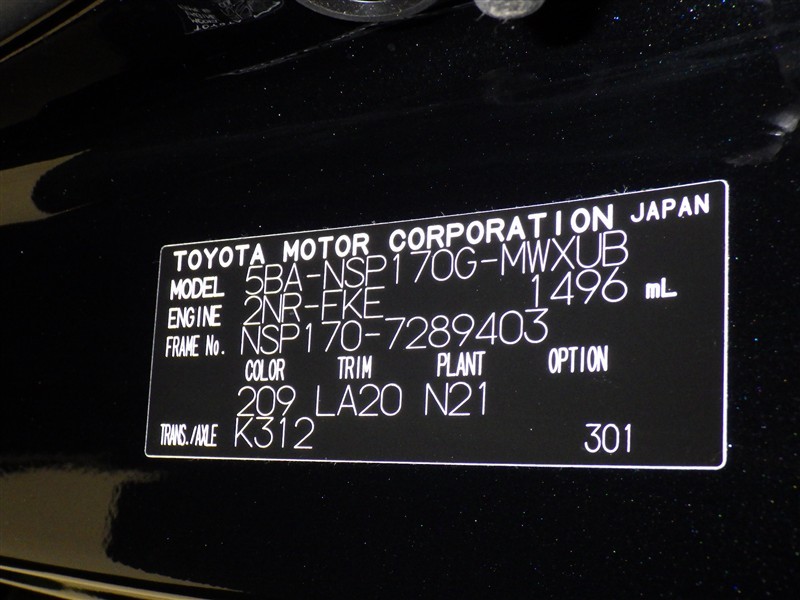 TOYOTA MOTOR CORPORATION JAPAN
MODEL 5BA-NSP170G-MWXUB
ENGINE 2NR-FKE 1496 mL
FRAME No. NSP170-7289403
COLOR TRIM PLANT OPTION
209 LA20 N21
TRANS./AXLE K312 301